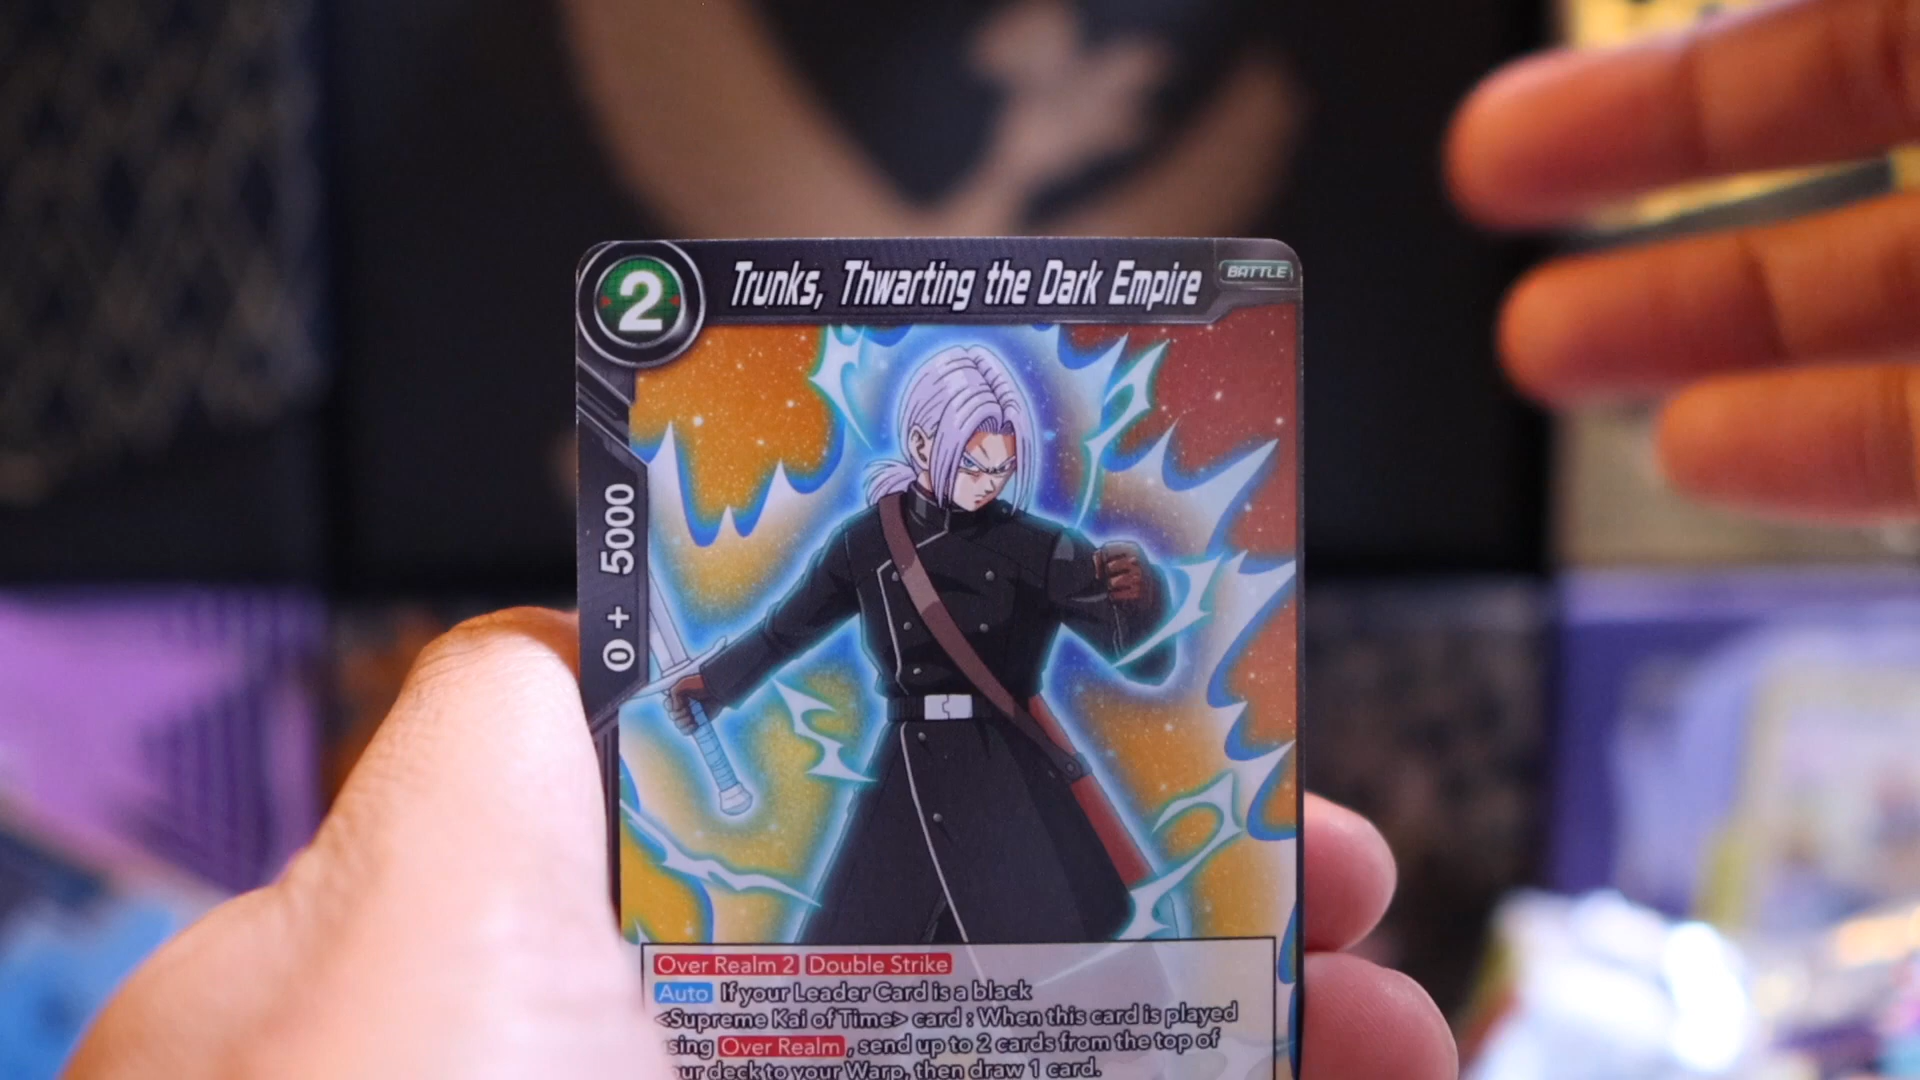 2
Trunks, Thwarting the Dark Empire
BATTLE
0 + 5000
Over Realm 2 Double Strike
Auto If your Leader Card is a black
<Supreme Kai of Time> card : When this card is played
sing Over Realm, send up to 2 cards from the top of
ur deck to your Warp, then draw 1 card.